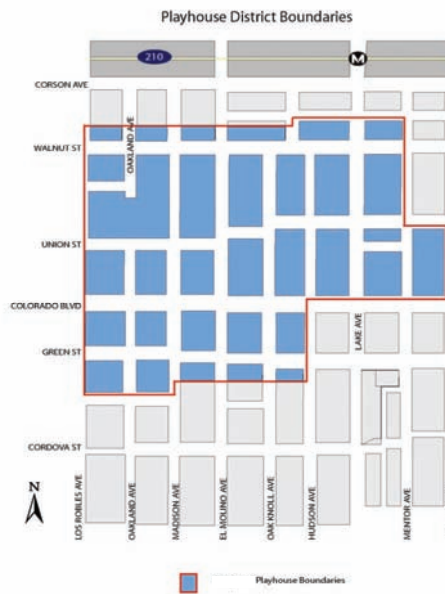 Playhouse District Boundaries
210
M
CORSON AVE
OAKLAND AVE
WALNUT ST
UNION ST
COLORADO BLVD
LAKE AVE
GREEN ST
CORDOVA ST
N
LOS ROBLES AVE
OAKLAND AVE
MADISON AVE
EL MOLINO AVE
OAK KNOLL AVE
HUDSON AVE
MENTOR AVE
Playhouse Boundaries